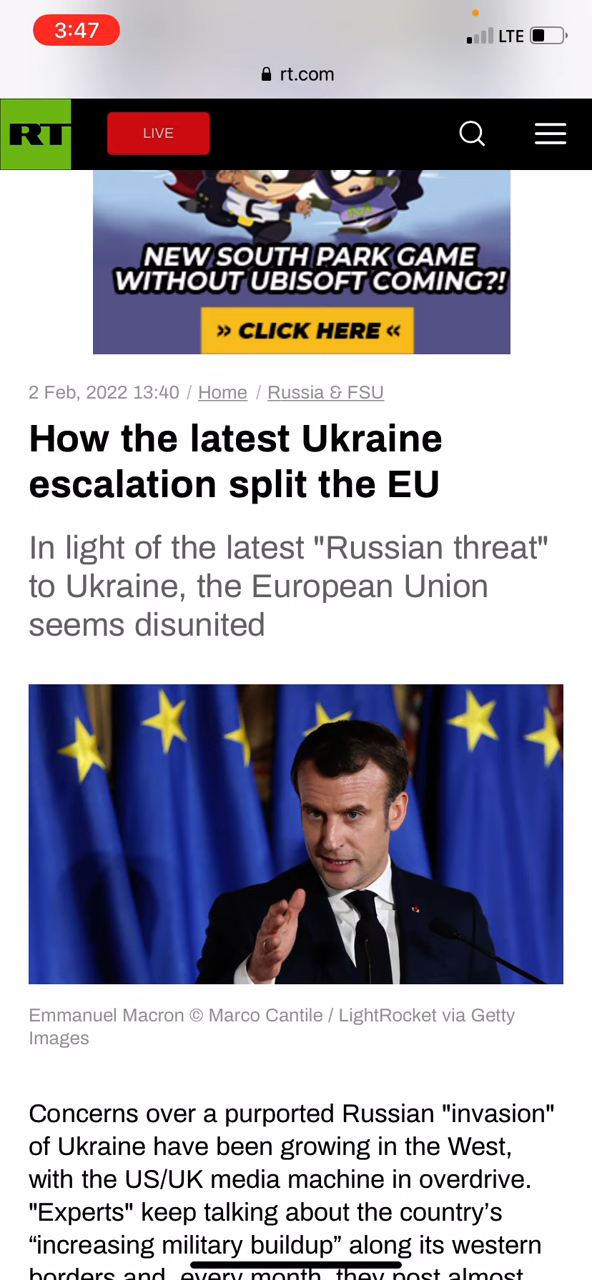 3:47
LTE
rt.com
RT
LIVE
NEW SOUTH PARK GAME
WITHOUT UBISOFT COMING?!
» CLICK HERE «
2 Feb, 2022 13:40 / Home / Russia & FSU
How the latest Ukraine
escalation split the EU
In light of the latest "Russian threat"
to Ukraine, the European Union
seems disunited
Emmanuel Macron © Marco Cantile / LightRocket via Getty
Images
Concerns over a purported Russian "invasion"
of Ukraine have been growing in the West,
with the US/UK media machine in overdrive.
"Experts" keep talking about the country’s
“increasing military buildup” along its western
borders and, every month, they post almost